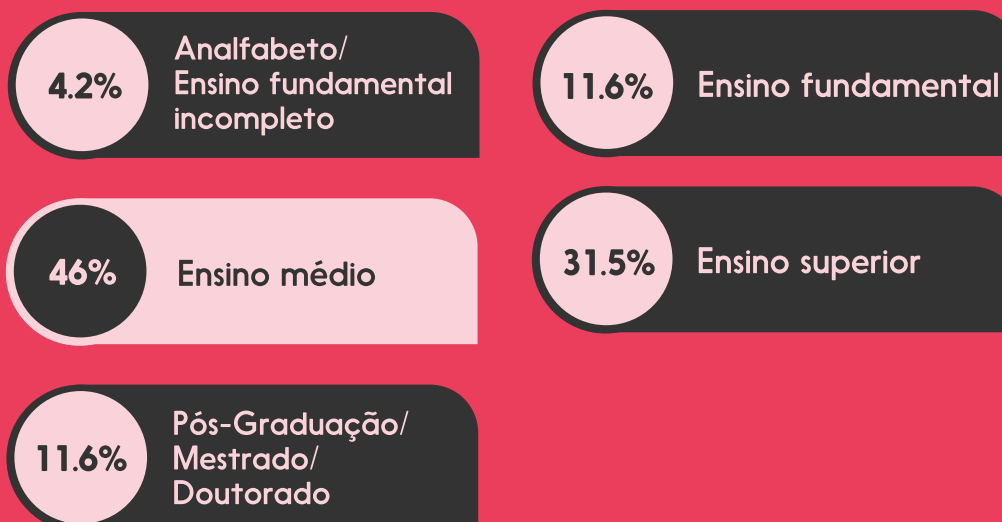 4.2%
Analfabeto/
Ensino fundamental
incompleto
11.6%
Ensino fundamental
46%
Ensino médio
31.5%
Ensino superior
11.6%
Pós-Graduação/
Mestrado/
Doutorado